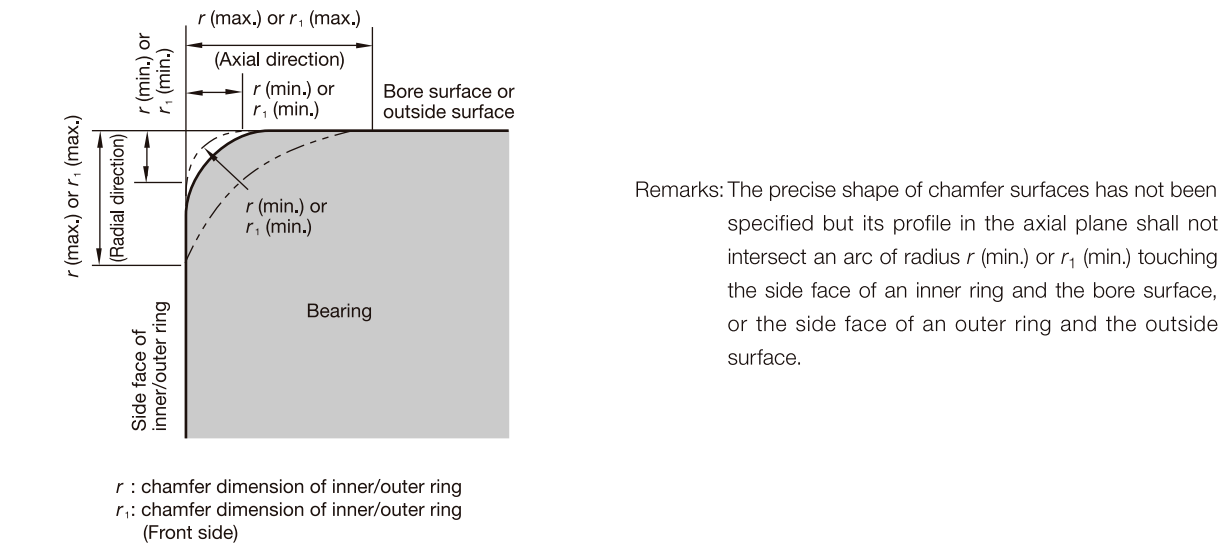 r (max.) or r₁ (max.)
(Axial direction)
r (min.) or
r₁ (min.)
r (min.) or
r₁ (min.)
Bore surface or
outside surface
r (max.) or r₁ (max.)
(Radial direction)
r (min.) or
r₁ (min.)
Bearing
Side face of
inner/outer ring
r : chamfer dimension of inner/outer ring
r₁: chamfer dimension of inner/outer ring
(Front side)
Remarks: The precise shape of chamfer surfaces has not been
specified but its profile in the axial plane shall not
intersect an arc of radius r (min.) or r₁ (min.) touching
the side face of an inner ring and the bore surface,
or the side face of an outer ring and the outside
surface.